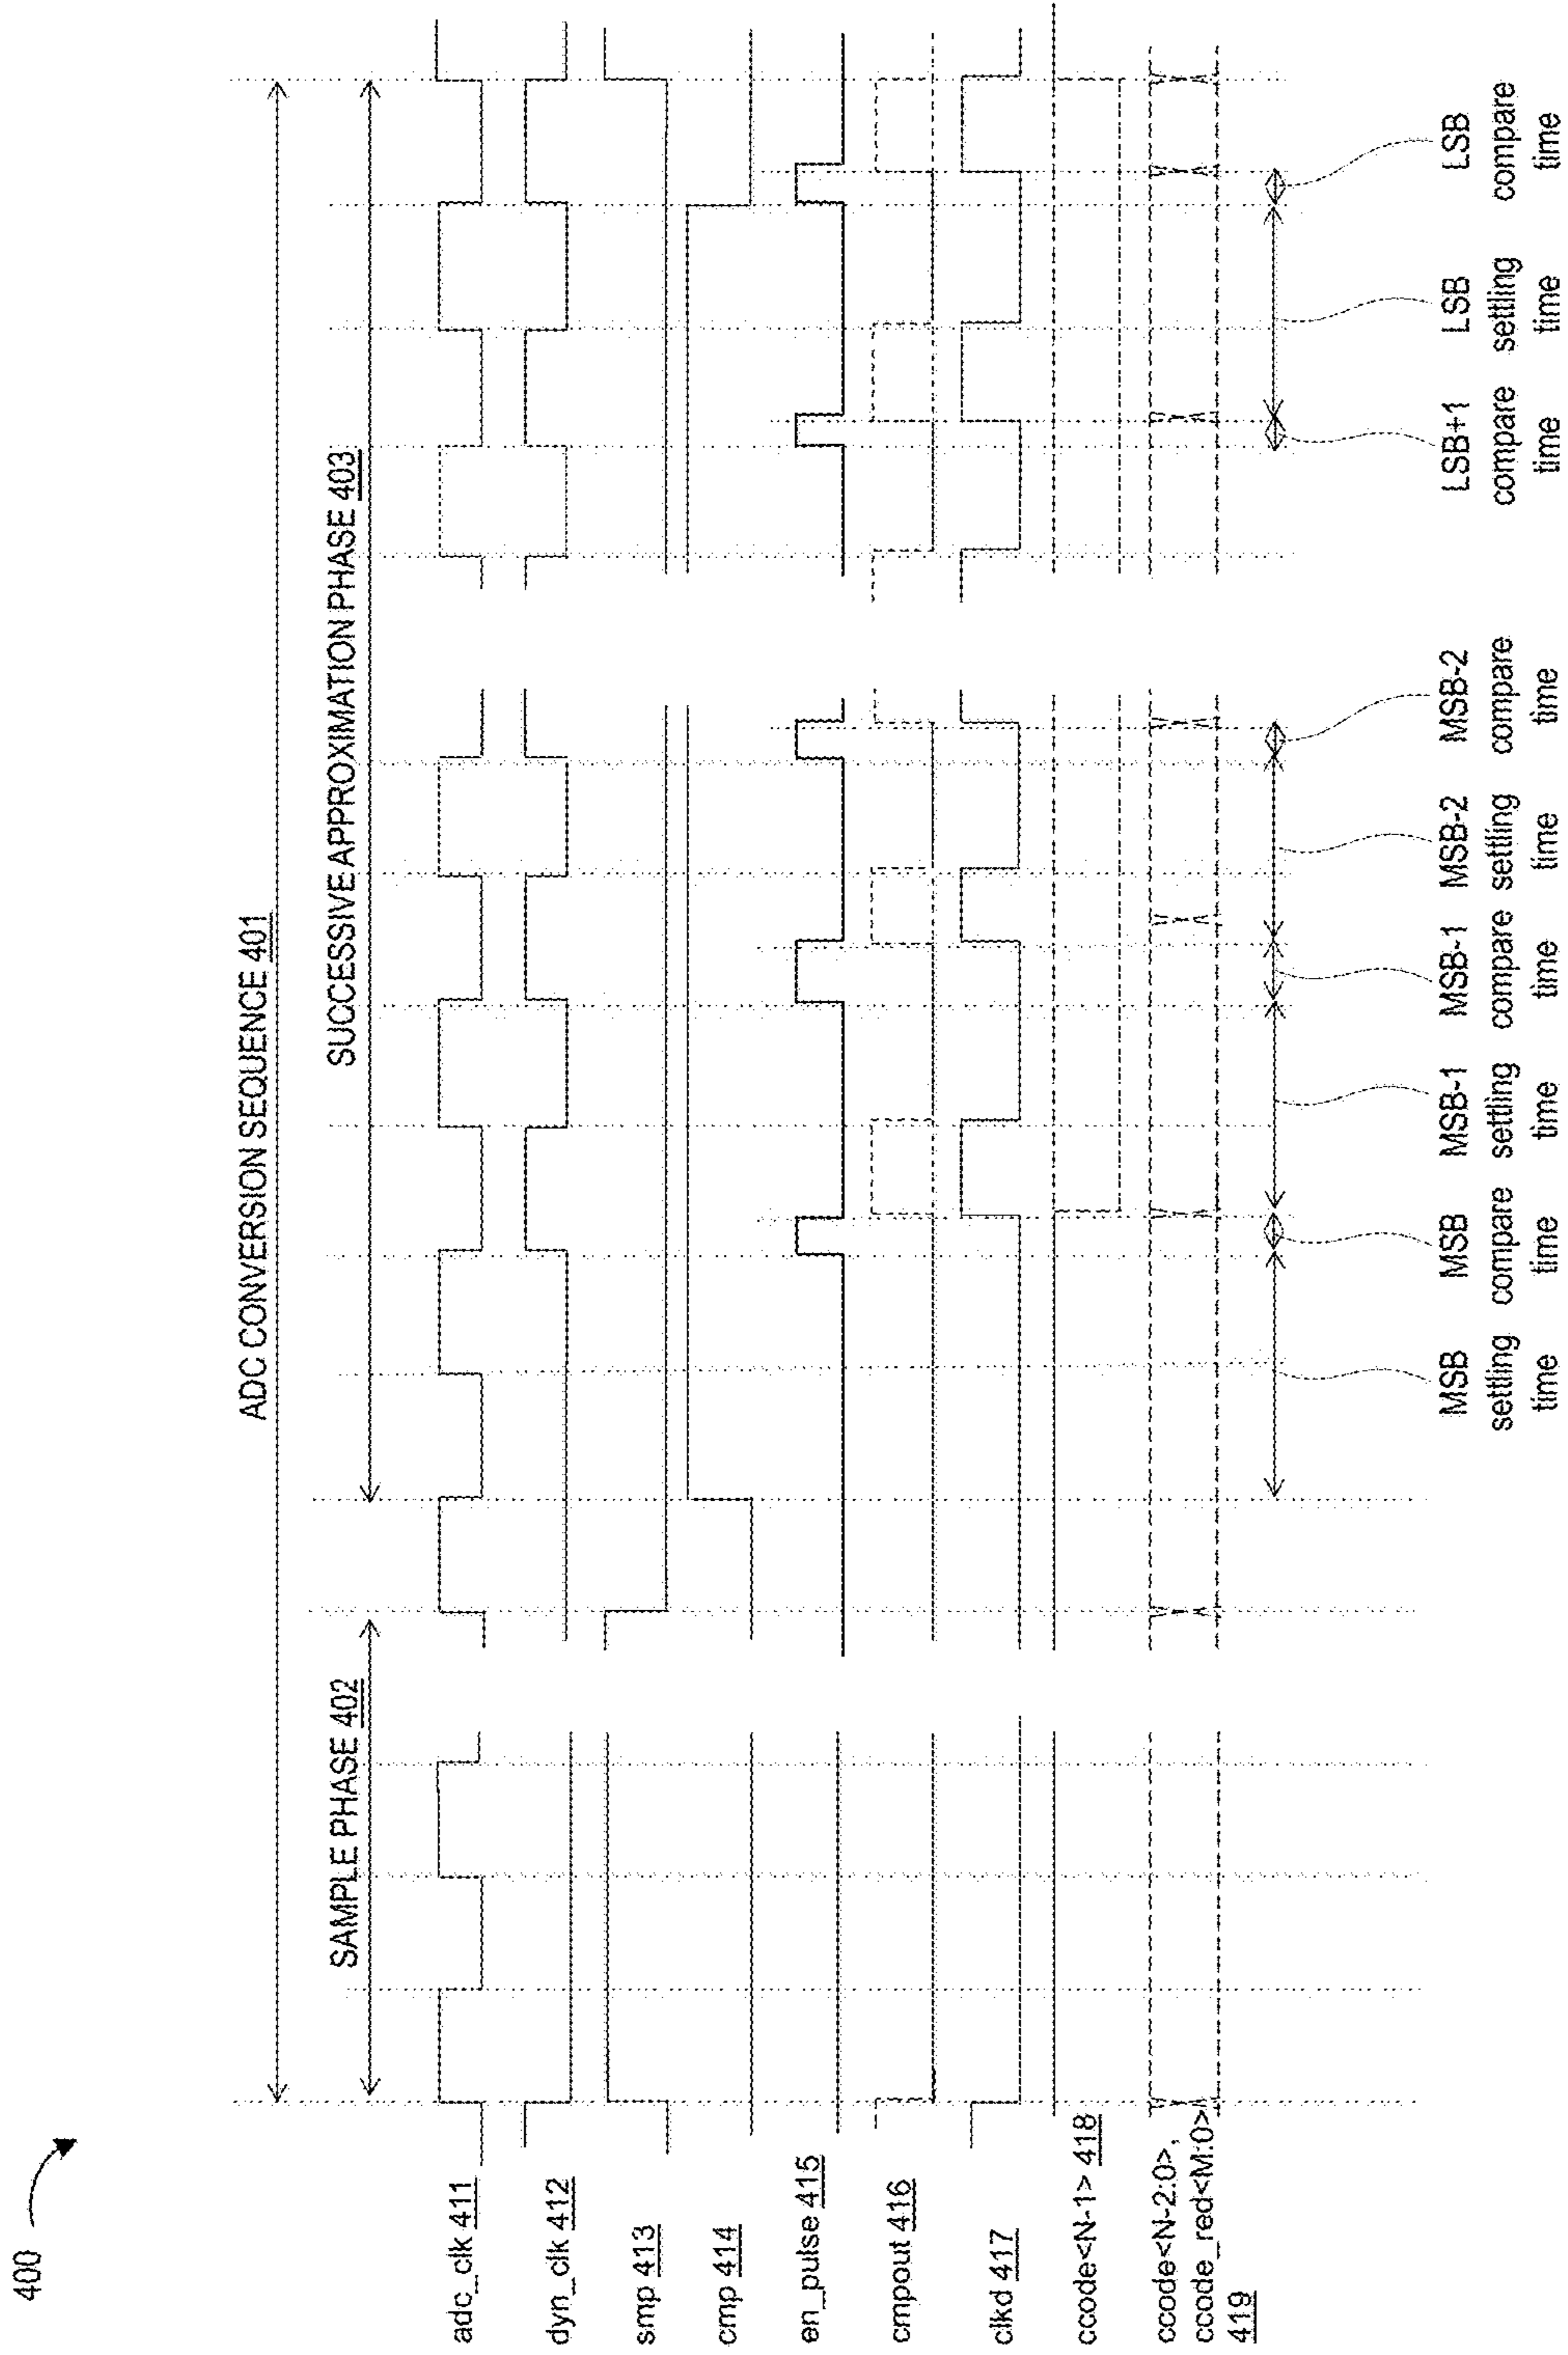 400
ADC CONVERSION SEQUENCE 401
SAMPLE PHASE 402
SUCCESSIVE APPROXIMATION PHASE 403
adc_clk 411
dyn_clk 412
smp 413
cmp 414
en_pulse 415
cmpout 416
clkd 417
ccode<N-1> 418
ccode<N-2:0>,
ccode_red<M:0>
419
MSB
settling
time
MSB
compare
time
MSB-1
settling
time
MSB-1
compare
time
MSB-2
settling
time
MSB-2
compare
time
LSB+1
compare
time
LSB
settling
time
LSB
compare
time